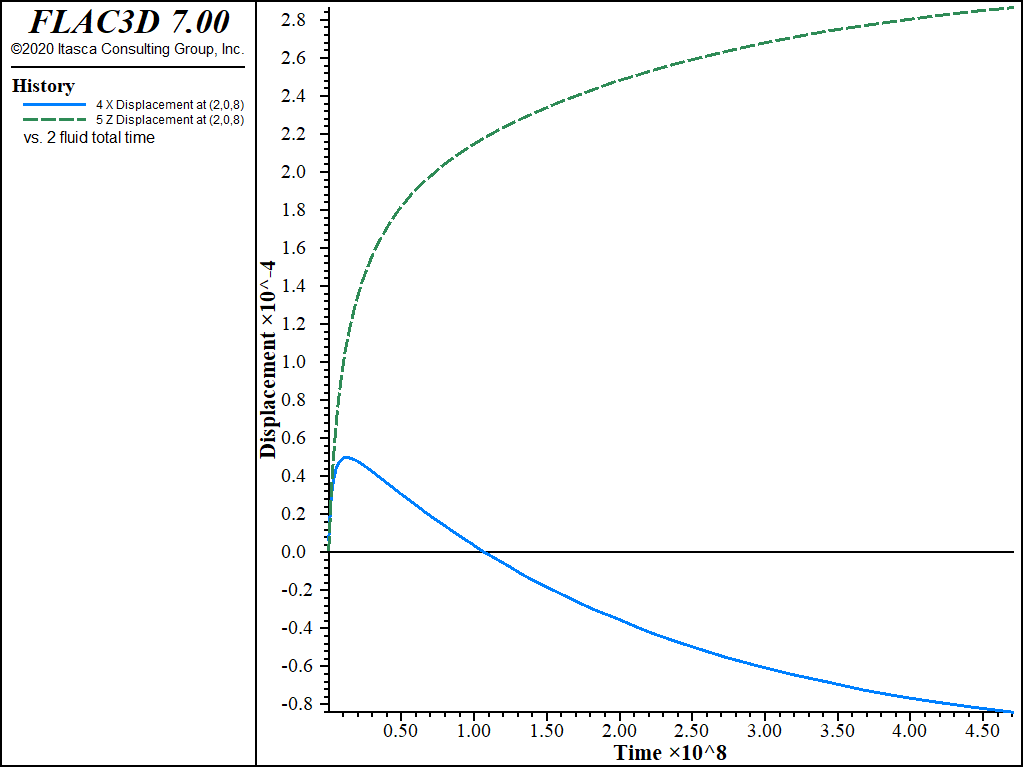 FLAC3D 7.00
©2020 Itasca Consulting Group, Inc.
History
4 X Displacement at (2,0,8)
5 Z Displacement at (2,0,8)
vs. 2 fluid total time
Displacement ×10^-4
2.8
2.6
2.4
2.2
2.0
1.8
1.6
1.4
1.2
1.0
0.8
0.6
0.4
0.2
0.0
-0.2
-0.4
-0.6
-0.8
0.50 1.00 1.50 2.00 2.50 3.00 3.50 4.00 4.50
Time ×10^8